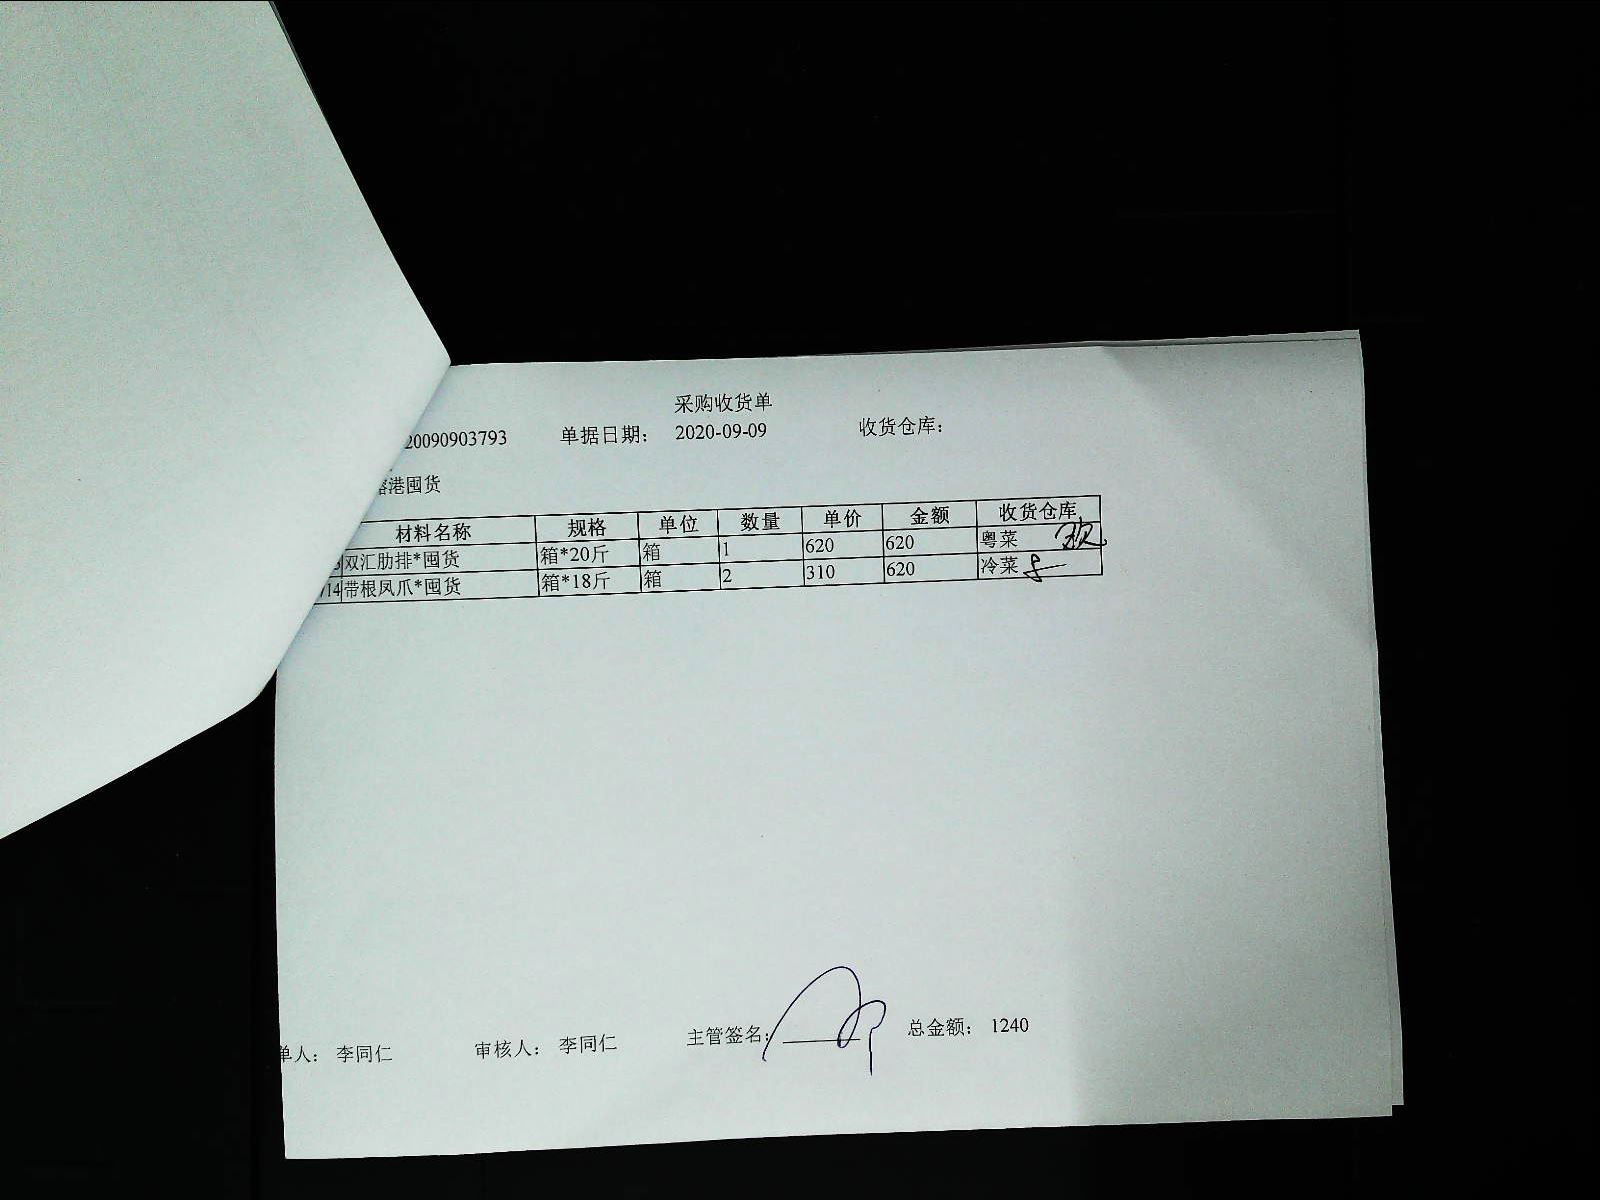 采购收货单
20090903793 单据日期： 2020-09-09 收货仓库：
港囤货
材料名称 规格 单位 数量 单价 金额 收货仓库
双汇肋排*囤货 箱*20斤 箱 1 620 620 粤菜
14 带根凤爪*囤货 箱*18斤 箱 2 310 620 冷菜
单人： 李同仁 审核人： 李同仁 主管签名： 总金额： 1240